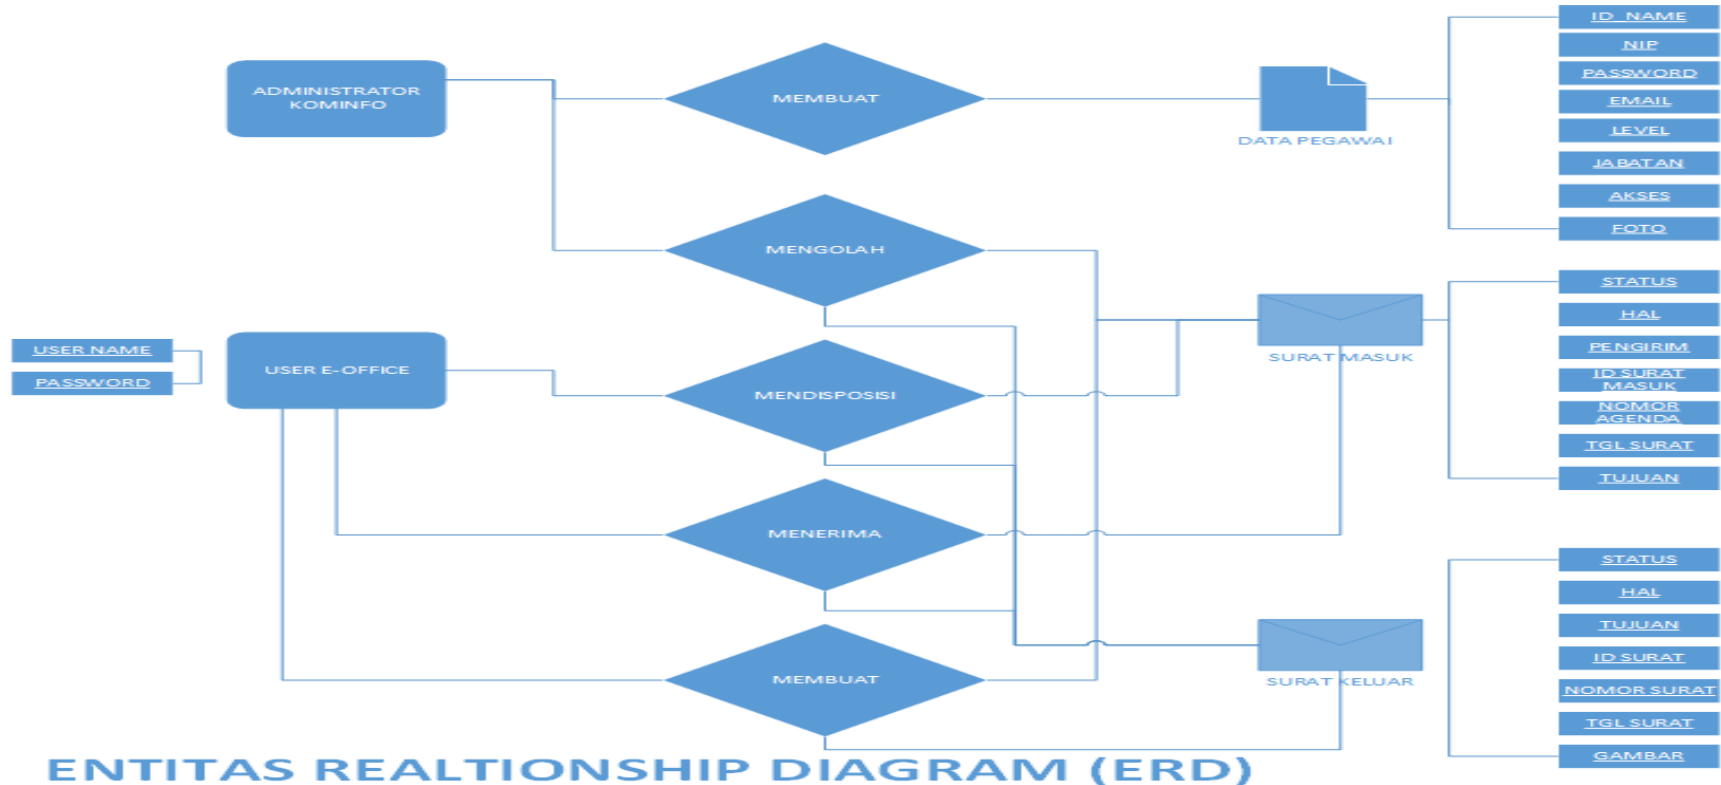 ADMINISTRATOR
KOMINFO
MEMBUAT
DATA PEGAWAI
ID_NAME
NIP
PASSWORD
EMAIL
LEVEL
JABATAN
AKSES
FOTO
MENGOLAH
USER NAME
PASSWORD
USER E-OFFICE
MENDISPOSISI
SURAT MASUK
STATUS
HAL
PENGIRIM
ID SURAT
MASUK
NOMOR
AGENDA
TGL SURAT
TUJUAN
MENERIMA
MEMBUAT
SURAT KELUAR
STATUS
HAL
TUJUAN
ID SURAT
NOMOR SURAT
TGL SURAT
GAMBAR
ENTITAS REALTIONSHIP DIAGRAM (ERD)